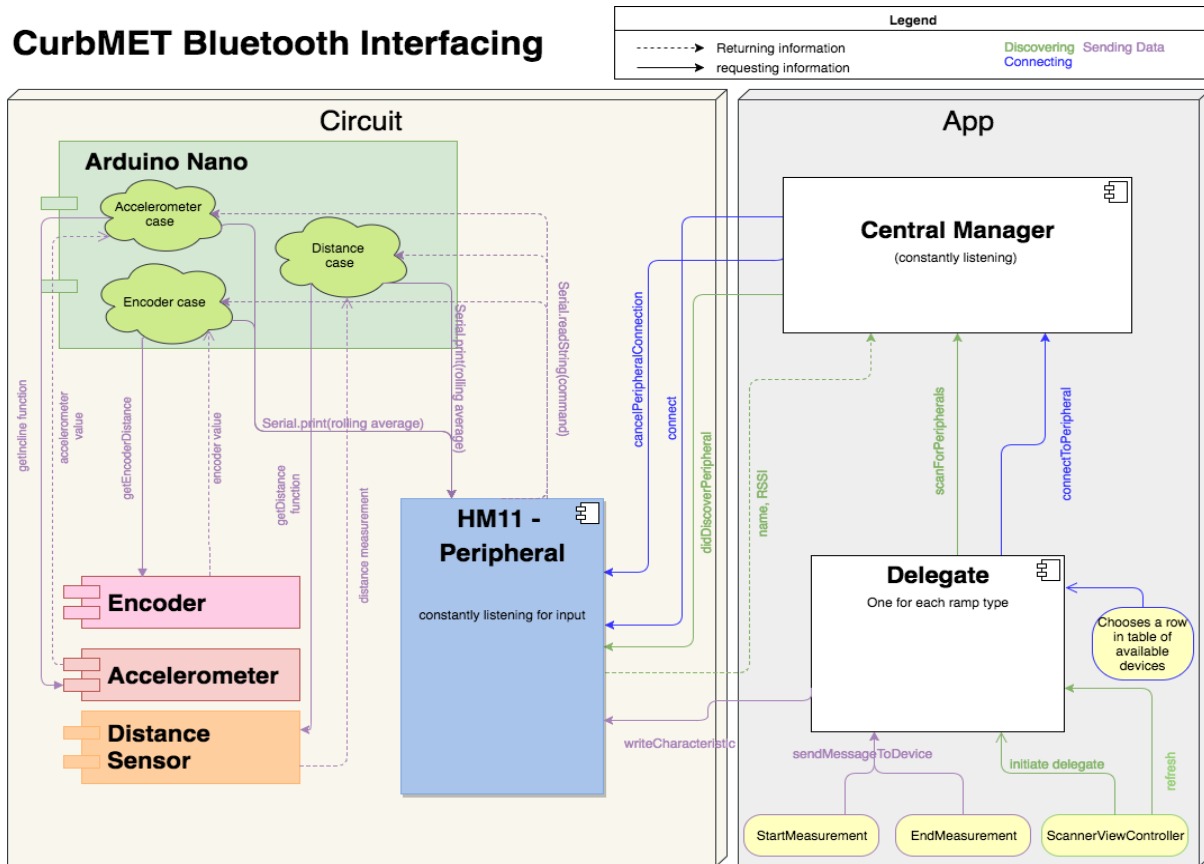 CurbMET Bluetooth Interfacing
Legend
Returning information
requesting information
Discovering
Sending Data
Connecting
Circuit
Arduino Nano
Accelerometer
case
Distance
case
Encoder case
getIncline function
accelerometer
value
getEncoderDistance
encoder value
Serial.print(rolling average)
getDistance
function
distance measurement
Serial.print(rolling
average)
Serial.readString(command)
Encoder
Accelerometer
Distance
Sensor
HM11 -
Peripheral
constantly listening for input
cancelPeripheralConnection
connect
didDiscoverPeripheral
name, RSSI
writeCharacteristic
App
Central Manager
(constantly listening)
scanForPeripherals
connectToPeripheral
Delegate
One for each ramp type
Chooses a row
in table of
available
devices
sendMessageToDevice
initiate delegate
refresh
StartMeasurement
EndMeasurement
ScannerViewController